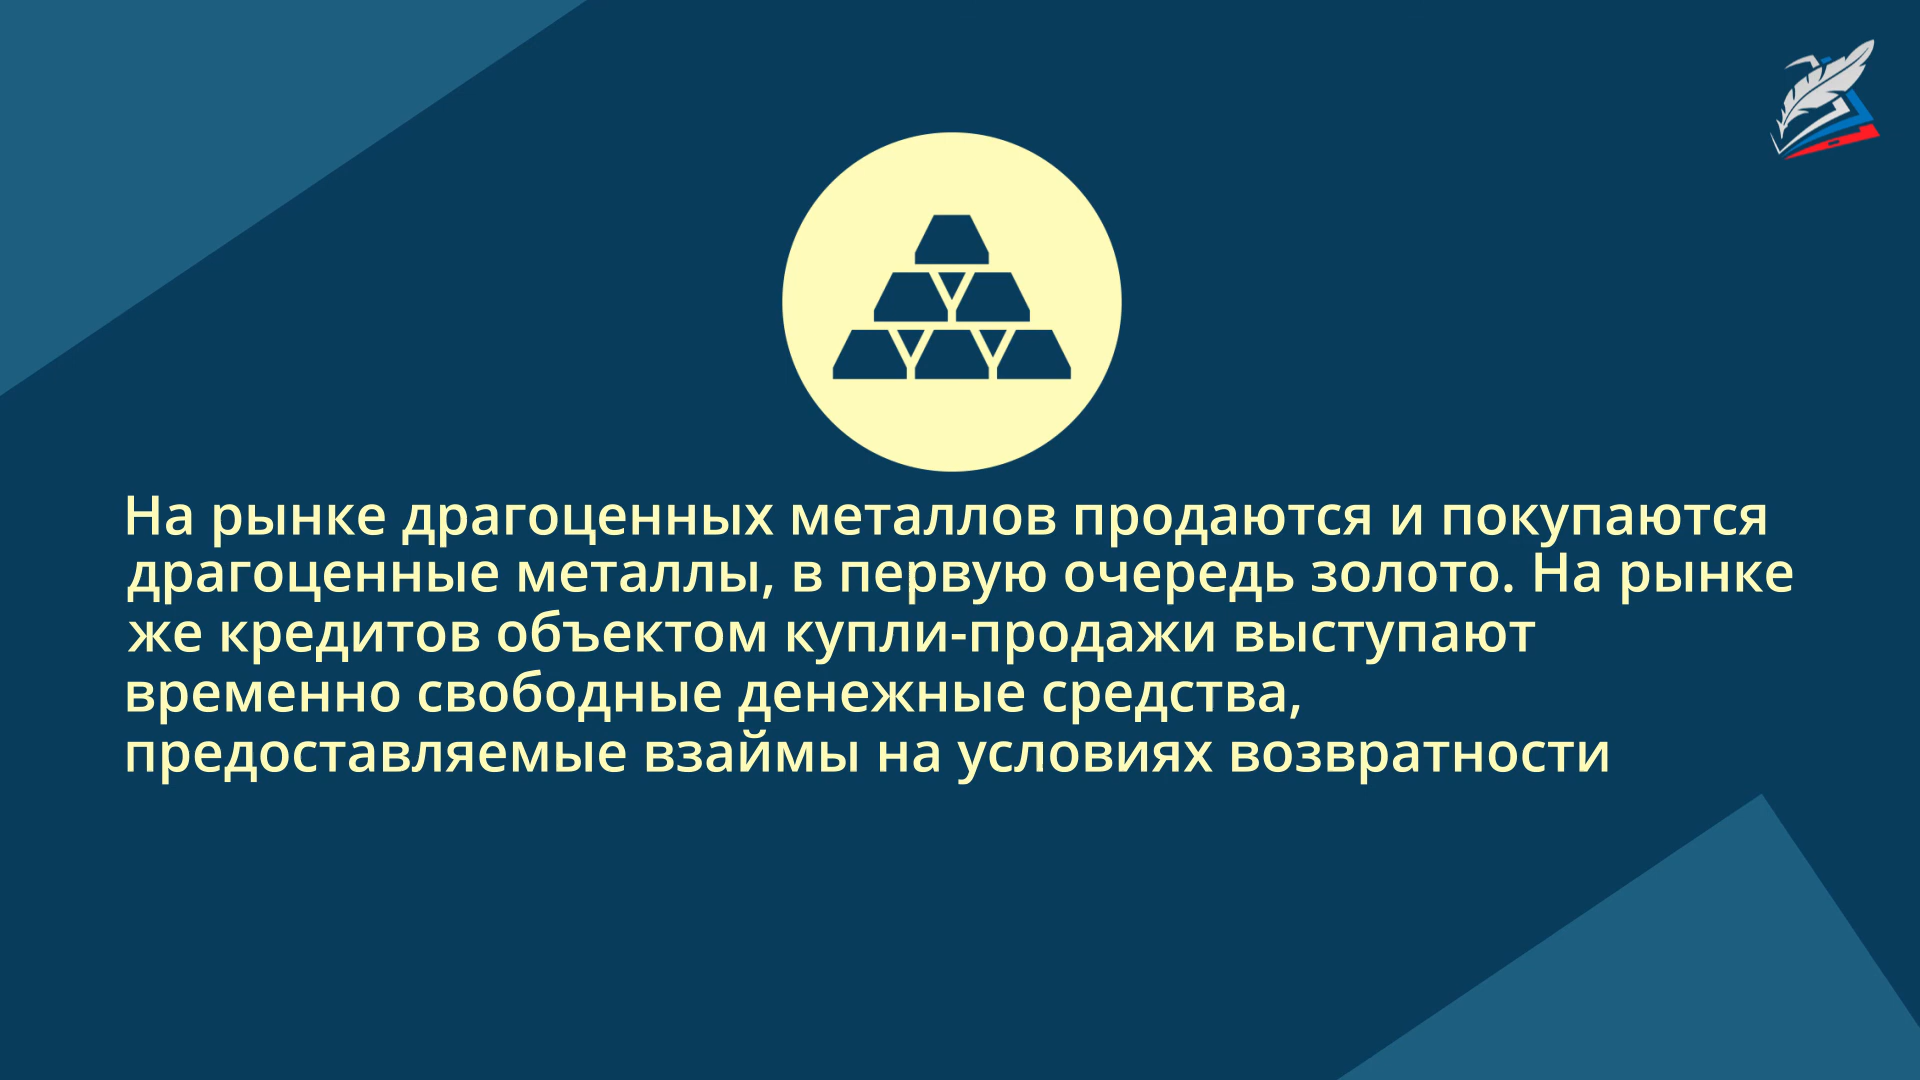 На рынке драгоценных металлов продаются и покупаются
драгоценные металлы, в первую очередь золото. На рынке
же кредитов объектом купли-продажи выступают
временно свободные денежные средства,
предоставляемые взаймы на условиях возвратности